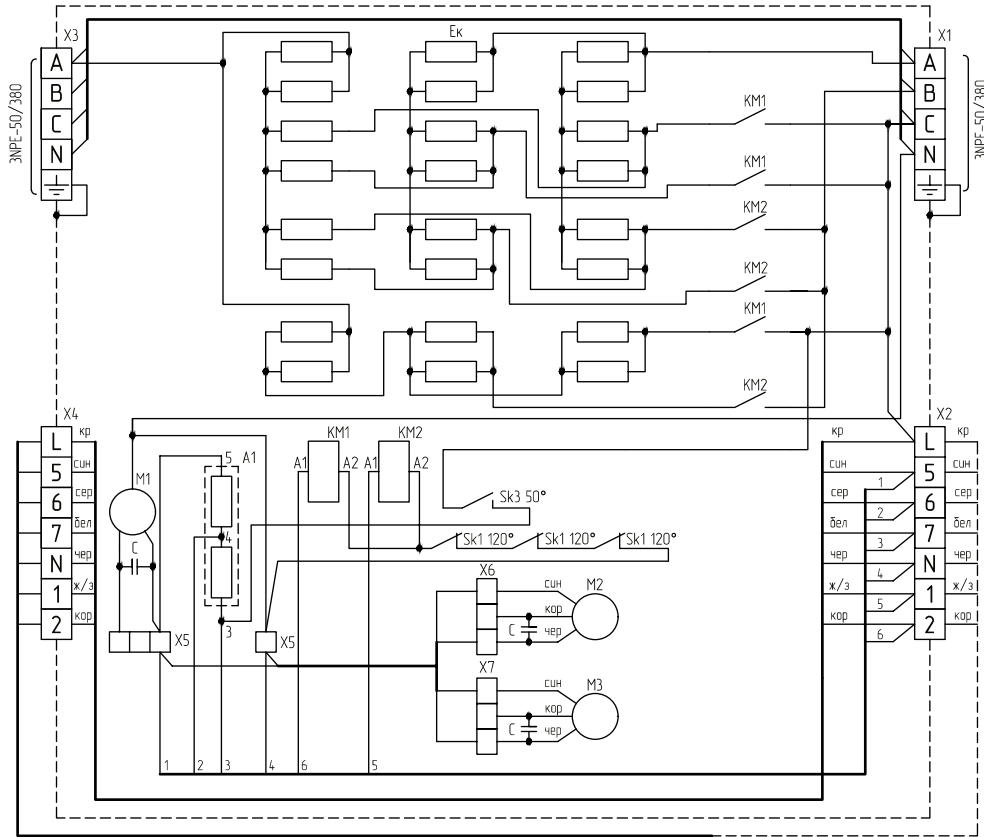 X3
Ек
X1
A
B
C
N
3NPE-50/380
A
B
C
N
3NPE-50/380
KM1
KM1
KM2
KM2
KM1
KM2
X4
X2
L
5
6
7
N
1
2
кр
син
сер
бел
чер
ж/з
кор
M1
C
5
A1
4
3
X5
KM1
A1
A2
KM2
A1
A2
Sk3 50°
Sk1 120°
Sk1 120°
Sk1 120°
X5
X6
син
кор
чер
C
M2
X7
син
кор
чер
C
M3
кр
син
сер
бел
чер
ж/з
кор
1
2
3
4
5
6
L
5
6
7
N
1
2
кр
син
сер
бел
чер
ж/з
кор
1
2
3
4
6
5